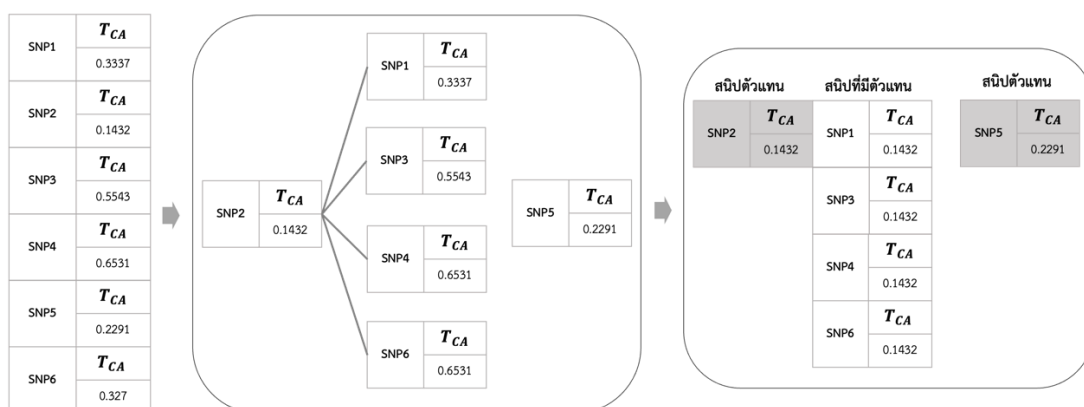 SNP1
T_CA
0.3337
SNP2
T_CA
0.1432
SNP3
T_CA
0.5543
SNP4
T_CA
0.6531
SNP5
T_CA
0.2291
SNP6
T_CA
0.327
SNP2
T_CA
0.1432
SNP1
T_CA
0.3337
SNP3
T_CA
0.5543
SNP4
T_CA
0.6531
SNP6
T_CA
0.6531
SNP5
T_CA
0.2291
สนิปตัวแทน
SNP2
T_CA
0.1432
สนิปที่มีตัวแทน
SNP1
T_CA
0.1432
SNP3
T_CA
0.1432
SNP4
T_CA
0.1432
SNP6
T_CA
0.1432
สนิปตัวแทน
SNP5
T_CA
0.2291